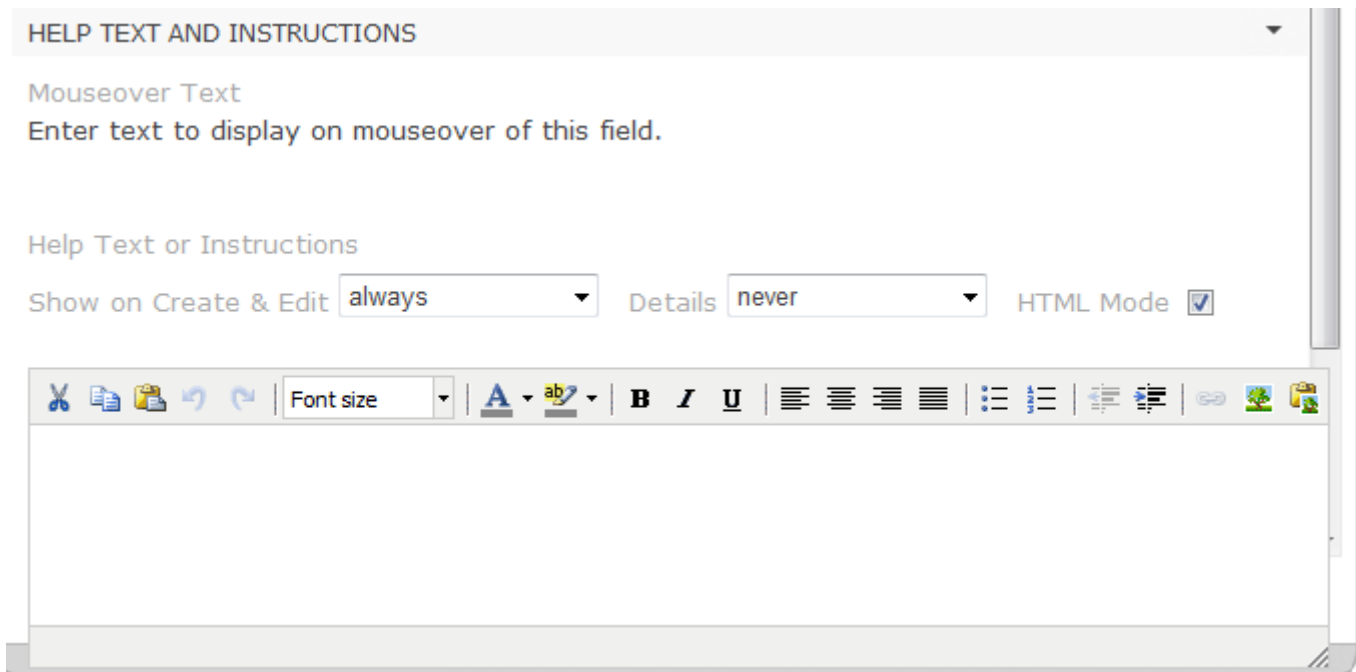 HELP TEXT AND INSTRUCTIONS
Mouseover Text
Enter text to display on mouseover of this field.
Help Text or Instructions
Show on Create & Edit always Details never HTML Mode
Font size A ab B I U